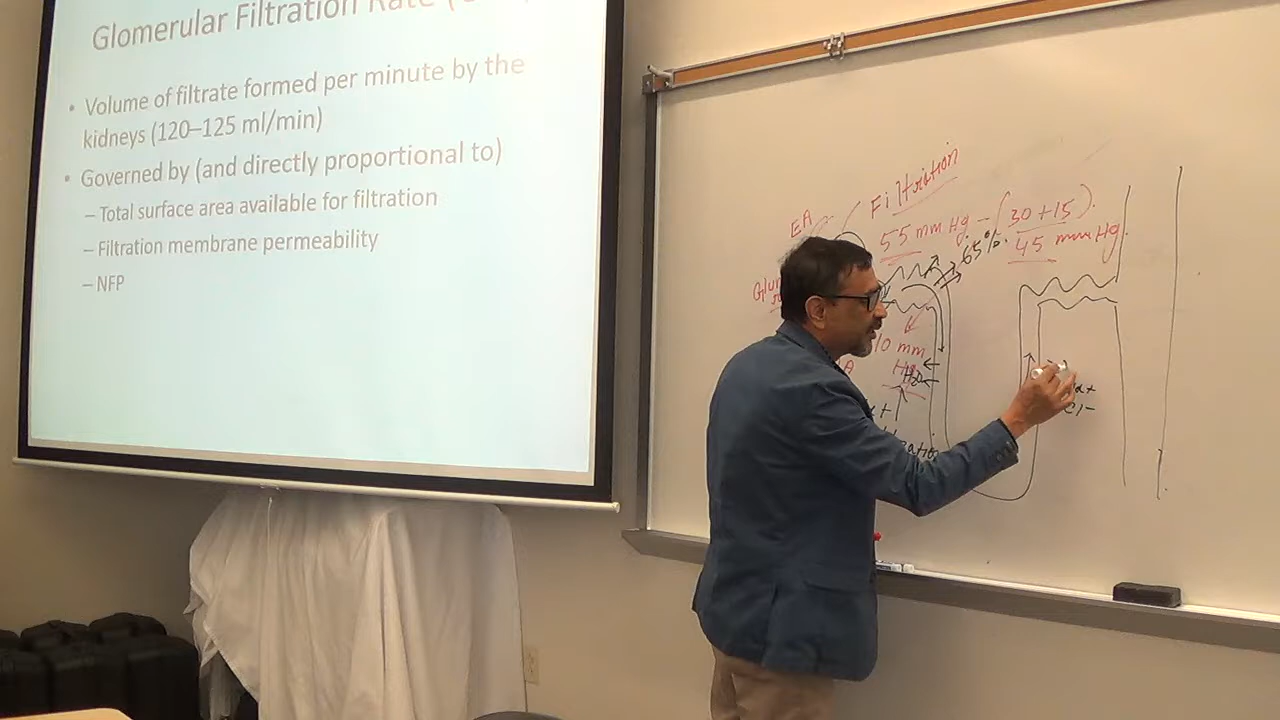 Glomerular Filtration Rate
• Volume of filtrate formed per minute by the
kidneys (120–125 ml/min)
• Governed by (and directly proportional to)
– Total surface area available for filtration
– Filtration membrane permeability
– NFP
Filtration
EA
55 mm Hg - (30+15).
45 mm Hg.
65%.
10 mm
Hg
H2O